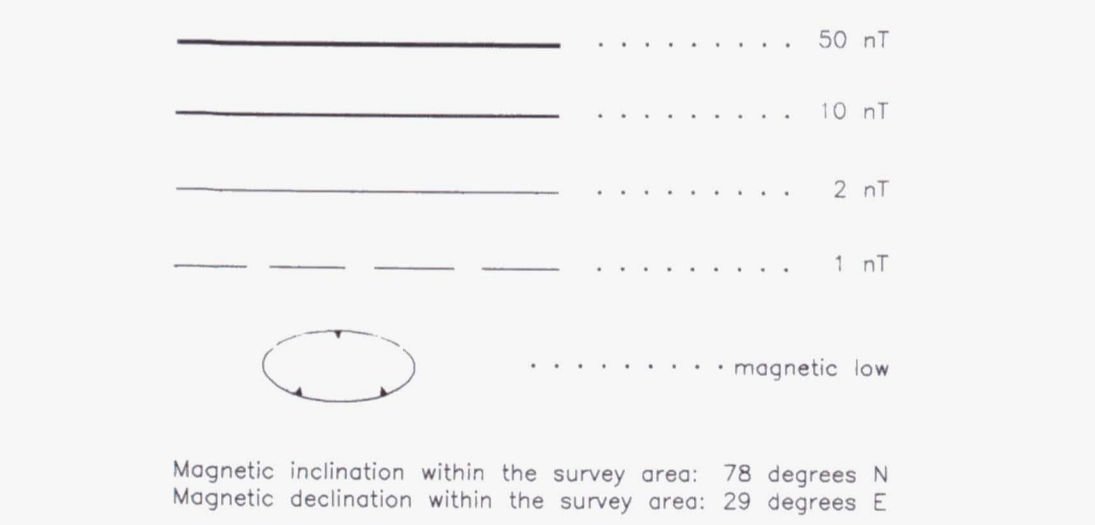 . . . . . . . . . 50 nT
. . . . . . . . . 10 nT
. . . . . . . . . 2 nT
. . . . . . . . . 1 nT
. . . . . . . . . magnetic low
Magnetic inclination within the survey area: 78 degrees N
Magnetic declination within the survey area: 29 degrees E